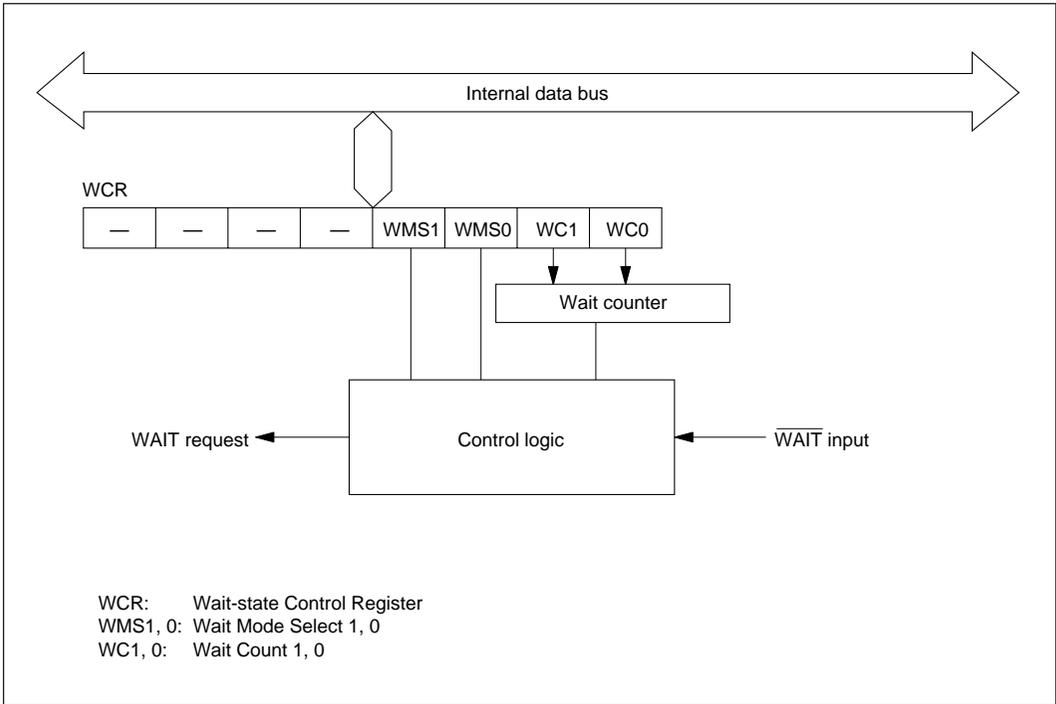 Internal data bus
WCR
— — — — WMS1 WMS0 WC1 WC0
Wait counter
WAIT request
Control logic
W̅A̅I̅T̅ input
WCR: Wait-state Control Register
WMS1, 0: Wait Mode Select 1, 0
WC1, 0: Wait Count 1, 0